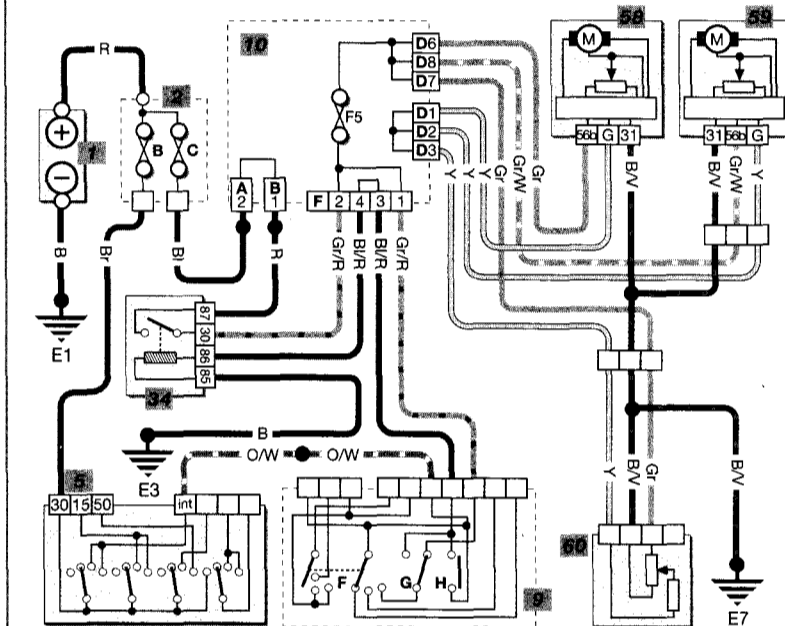 58
59
10
D6
D8
D7
D1
D2
D3
F5
M
M
R
2
1
+
−
B
C
A
2
B
1
F 2 4 3 1
56b G 31
31 56b G
Y
Y
Y
Gr
Gr/W
Gr
B/V
B/V
Gr/W
Y
B
Br
Bl
R
Gr/R
Bl/R
Bl/R
Gr/R
E1
87
30
86
85
34
B
E3
O/W
O/W
5
30 15 50
int
F
G
H
9
Y
B/V
Gr
B/V
60
E7